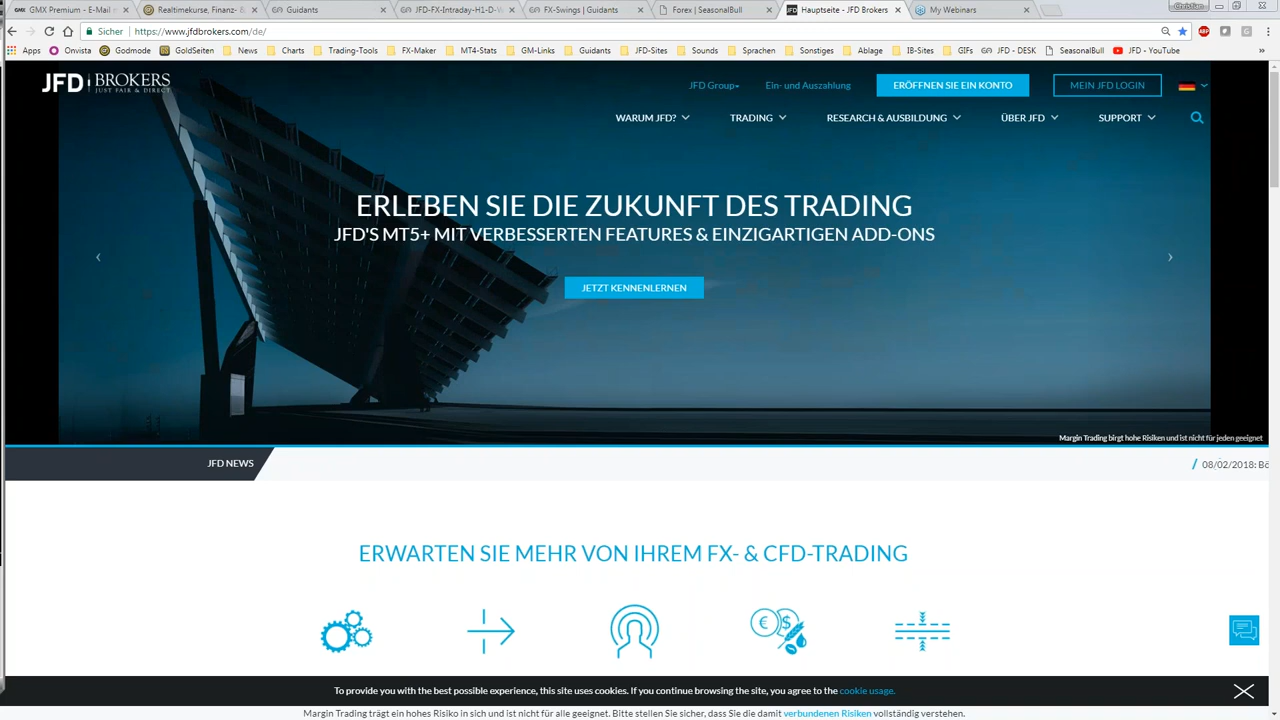 GMX Premium - E-Mail
Realtimekurse, Finanz- &
Guidants
JFD-FX-Intraday-H1-D-W
FX-Swings | Guidants
Forex | SeasonalBull
Hauptseite - JFD Brokers
My Webinars
Christian
Sicher | https://www.jfdbrokers.com/de/
Apps Onvista Godmode GoldSeiten News Charts Trading-Tools FX-Maker MT4-Stats GM-Links Guidants JFD-Sites Sounds Sprachen Sonstiges Ablage IB-Sites GIFs JFD - DESK SeasonalBull JFD - YouTube
JFD BROKERS
JUST FAIR & DIRECT
JFD Group
Ein- und Auszahlung
ERÖFFNEN SIE EIN KONTO
MEIN JFD LOGIN
WARUM JFD?
TRADING
RESEARCH & AUSBILDUNG
ÜBER JFD
SUPPORT
ERLEBEN SIE DIE ZUKUNFT DES TRADING
JFD'S MT5+ MIT VERBESSERTEN FEATURES & EINZIGARTIGEN ADD-ONS
JETZT KENNENLERNEN
Margin Trading birgt hohe Risiken und ist nicht für jeden geeignet
JFD NEWS
/ 08/02/2018: Bö
ERWARTEN SIE MEHR VON IHREM FX- & CFD-TRADING
To provide you with the best possible experience, this site uses cookies. If you continue browsing the site, you agree to the cookie usage.
Margin Trading trägt ein hohes Risiko in sich und ist nicht für alle geeignet. Bitte stellen Sie sicher, dass Sie die damit verbundenen Risiken vollständig verstehen.